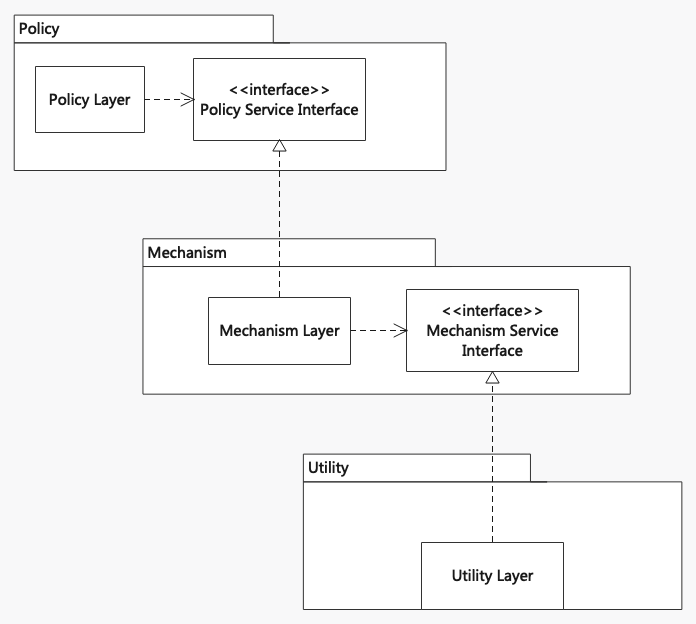 Policy
Policy Layer
<<interface>>
Policy Service Interface
Mechanism
Mechanism Layer
<<interface>>
Mechanism Service
Interface
Utility
Utility Layer